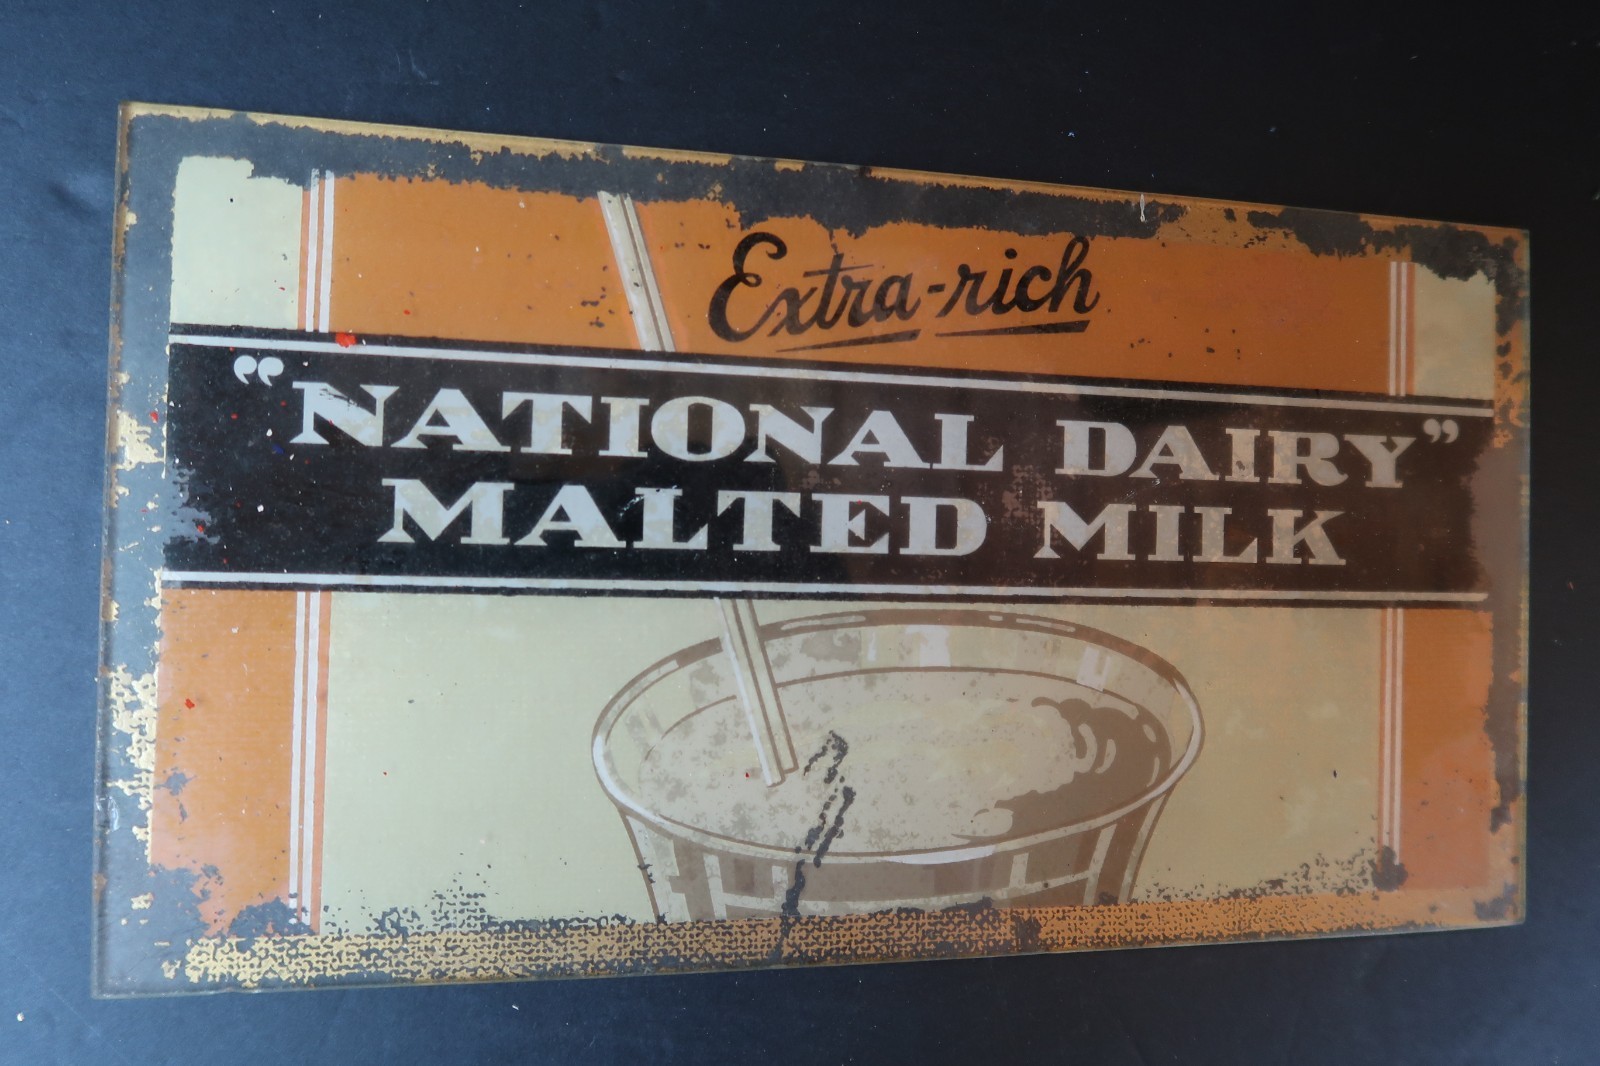 Extra-rich
“NATIONAL DAIRY”
MALTED MILK